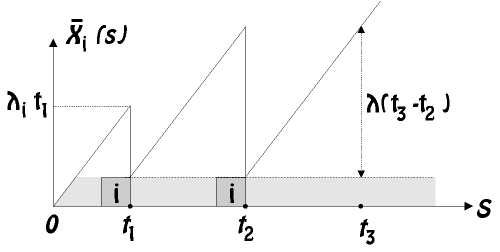 X̄ᵢ (s)
λᵢ t₁
λ( t₃ - t₂ )
i i
0 t₁ t₂ t₃ s